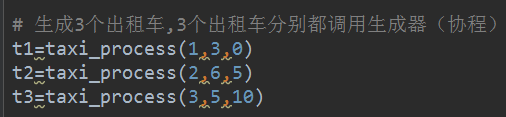 # 生成3个出租车,3个出租车分别都调用生成器（协程）
t1=taxi_process(1,3,0)
t2=taxi_process(2,6,5)
t3=taxi_process(3,5,10)